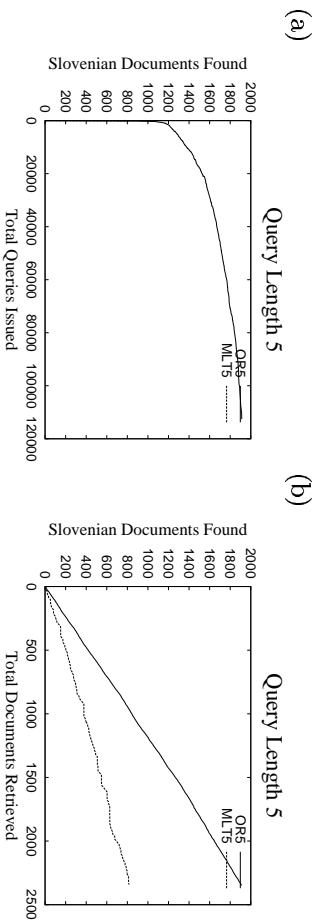 (a)
Query Length 5
Slovenian Documents Found
2000
1800
1600
1400
1200
1000
800
600
400
200
0
0 20000 40000 60000 80000 100000 120000
Total Queries Issued
OR5
MLT5
(b)
Query Length 5
Slovenian Documents Found
2000
1800
1600
1400
1200
1000
800
600
400
200
0
0 500 1000 1500 2000 2500
Total Documents Retrieved
OR5
MLT5